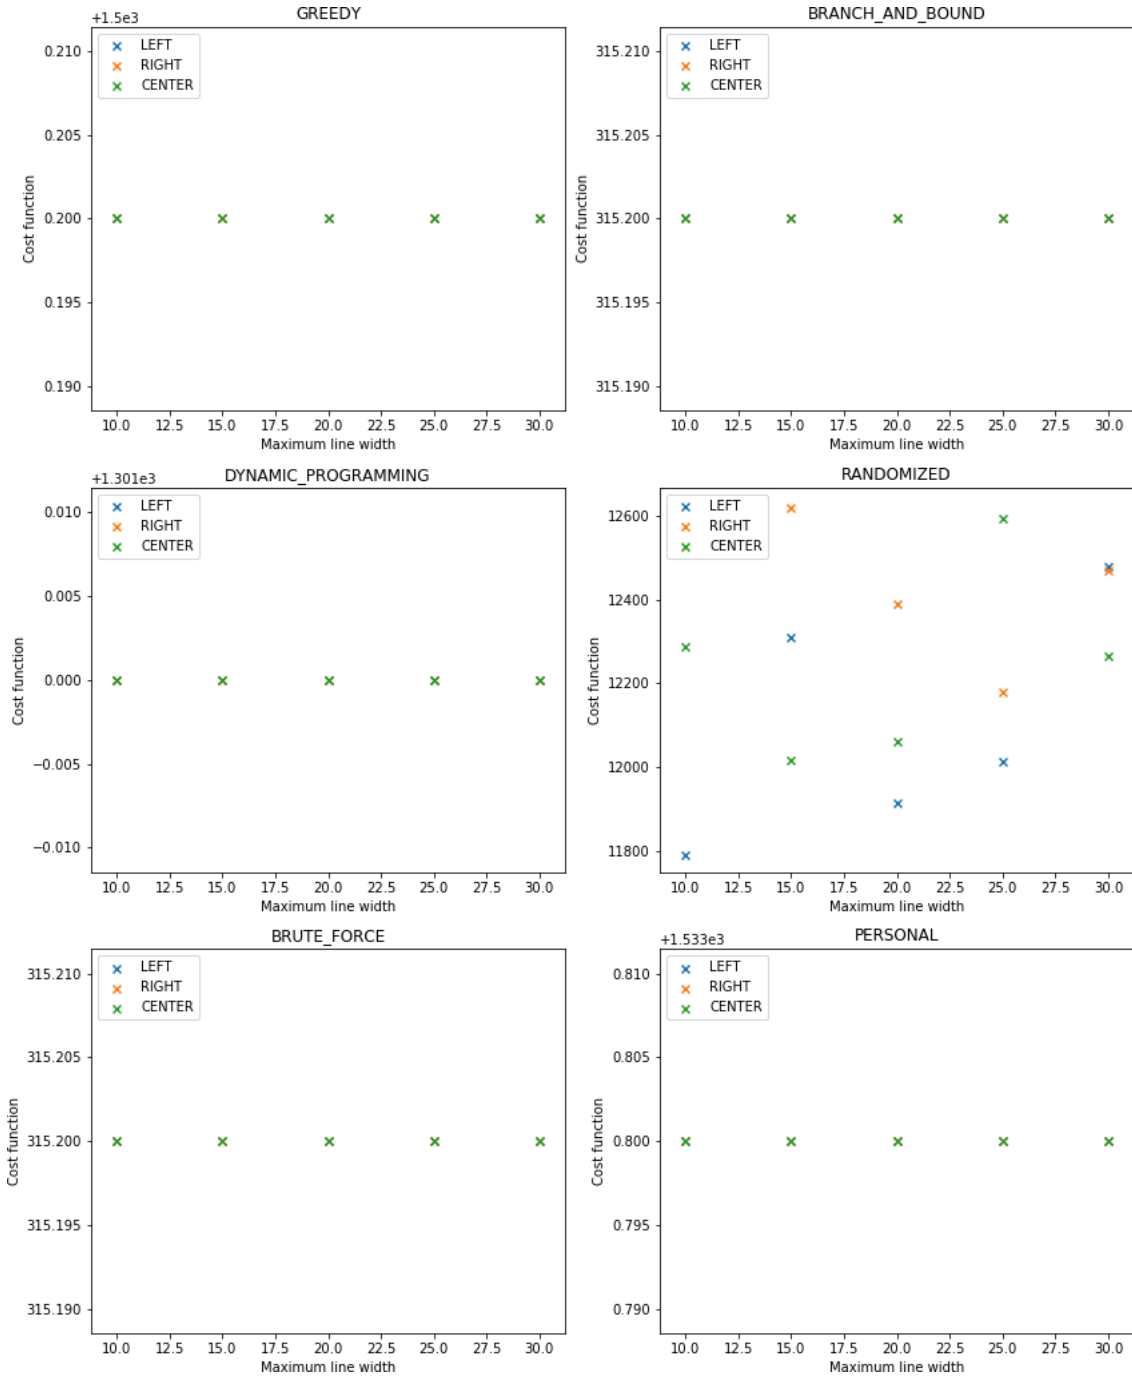 GREEDY
+1.5e3
LEFT
RIGHT
CENTER
0.210
0.205
0.200
0.195
0.190
Cost function
10.0 12.5 15.0 17.5 20.0 22.5 25.0 27.5 30.0
Maximum line width
BRANCH_AND_BOUND
LEFT
RIGHT
CENTER
315.210
315.205
315.200
315.195
315.190
Cost function
10.0 12.5 15.0 17.5 20.0 22.5 25.0 27.5 30.0
Maximum line width
DYNAMIC_PROGRAMMING
+1.301e3
LEFT
RIGHT
CENTER
0.010
0.005
0.000
−0.005
−0.010
Cost function
10.0 12.5 15.0 17.5 20.0 22.5 25.0 27.5 30.0
Maximum line width
RANDOMIZED
LEFT
RIGHT
CENTER
12600
12400
12200
12000
11800
Cost function
10.0 12.5 15.0 17.5 20.0 22.5 25.0 27.5 30.0
Maximum line width
BRUTE_FORCE
LEFT
RIGHT
CENTER
315.210
315.205
315.200
315.195
315.190
Cost function
10.0 12.5 15.0 17.5 20.0 22.5 25.0 27.5 30.0
Maximum line width
PERSONAL
+1.533e3
LEFT
RIGHT
CENTER
0.810
0.805
0.800
0.795
0.790
Cost function
10.0 12.5 15.0 17.5 20.0 22.5 25.0 27.5 30.0
Maximum line width